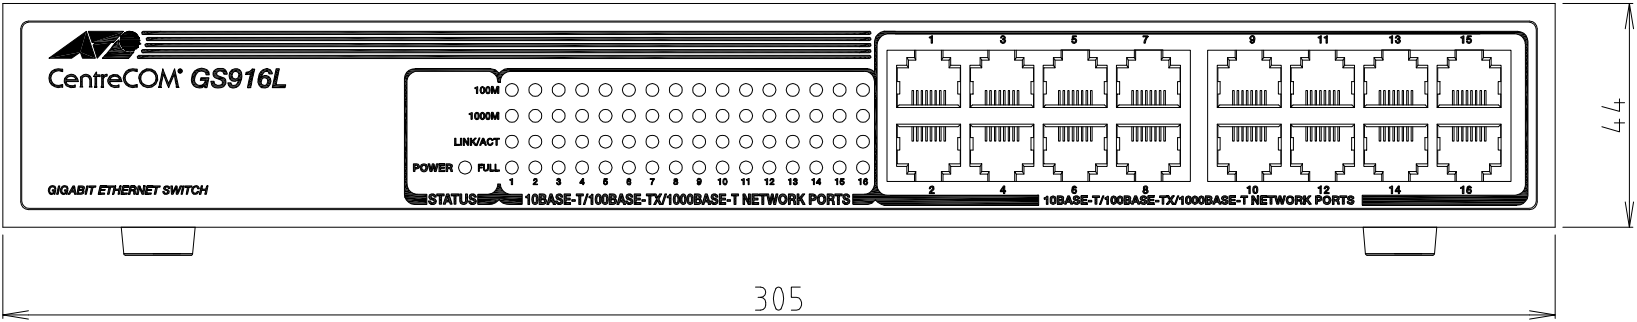 1 3 5 7 9 11 13 15
CentreCOM® GS916L
100M
1000M
LINK/ACT
POWER FULL
1 2 3 4 5 6 7 8 9 10 11 12 13 14 15 16
GIGABIT ETHERNET SWITCH
2 4 6 8 10 12 14 16
STATUS 10BASE-T/100BASE-TX/1000BASE-T NETWORK PORTS 10BASE-T/100BASE-TX/1000BASE-T NETWORK PORTS
44
305